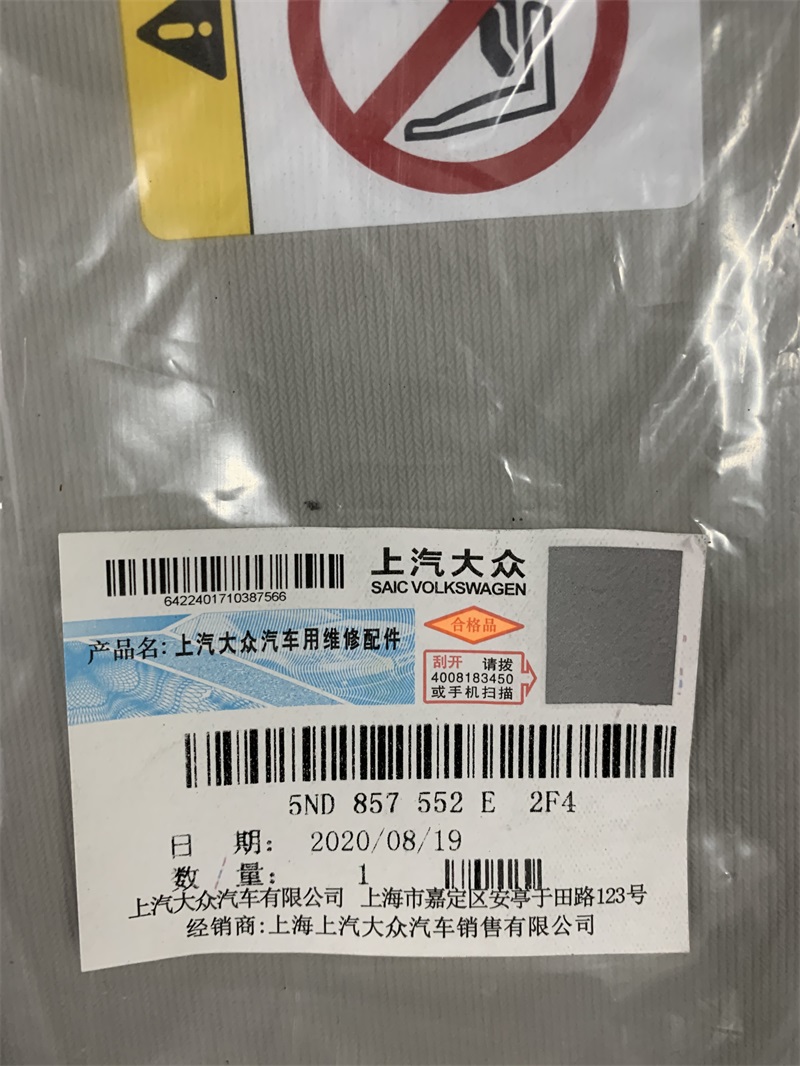 上汽大众
SAIC VOLKSWAGEN
6422401710387566
合格品
产品名: 上汽大众汽车用维修配件
刮开 请拨
4008183450
或手机扫描
5ND 857 552 E 2F4
日 期: 2020/08/19
数 量: 1
上汽大众汽车有限公司 上海市嘉定区安亭于田路123号
经销商:上海上汽大众汽车销售有限公司